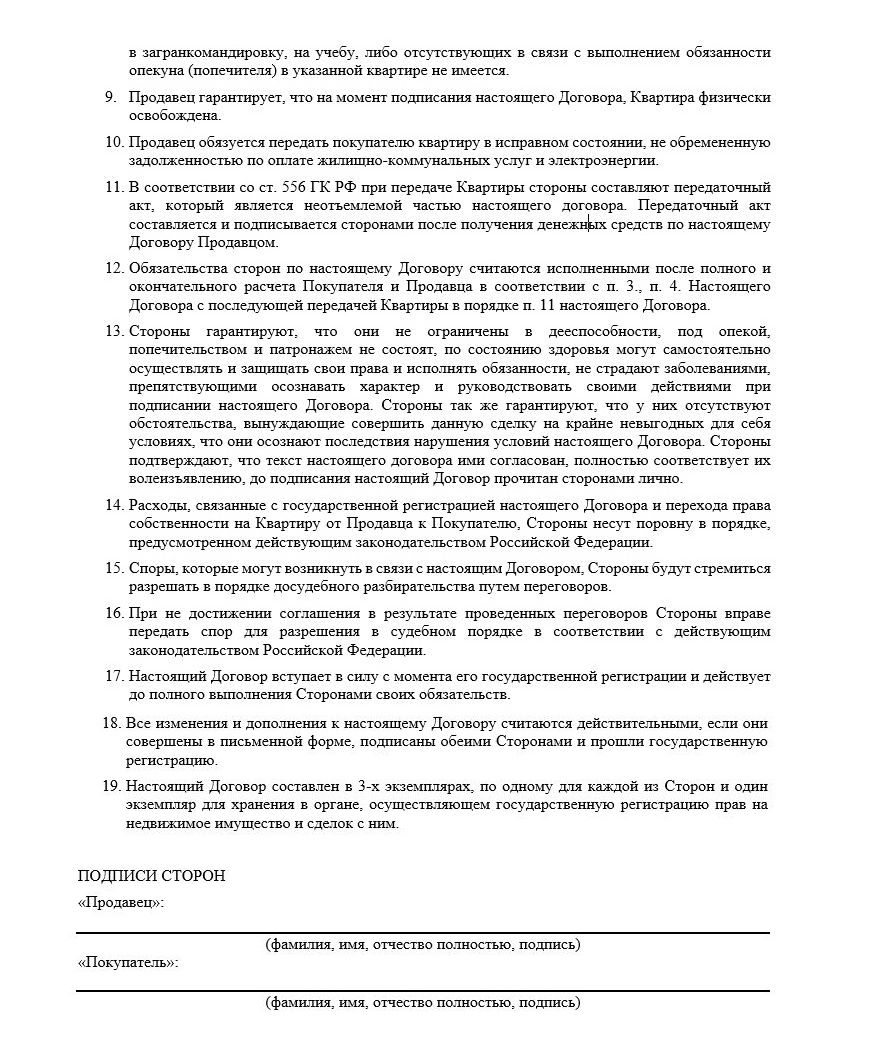 в загранкомандировку, на учебу, либо отсутствующих в связи с выполнением обязанности
опекуна (попечителя) в указанной квартире не имеется.
9. Продавец гарантирует, что на момент подписания настоящего Договора, Квартира физически
освобождена.
10. Продавец обязуется передать покупателю квартиру в исправном состоянии, не обремененную
задолженностью по оплате жилищно-коммунальных услуг и электроэнергии.
11. В соответствии со ст. 556 ГК РФ при передаче Квартиры стороны составляют передаточный
акт, который является неотъемлемой частью настоящего договора. Передаточный акт
составляется и подписывается сторонами после получения денежных средств по настоящему
Договору Продавцом.
12. Обязательства сторон по настоящему Договору считаются исполненными после полного и
окончательного расчета Покупателя и Продавца в соответствии с п. 3., п. 4. Настоящего
Договора с последующей передачей Квартиры в порядке п. 11 настоящего Договора.
13. Стороны гарантируют, что они не ограничены в дееспособности, под опекой,
попечительством и патронажем не состоят, по состоянию здоровья могут самостоятельно
осуществлять и защищать свои права и исполнять обязанности, не страдают заболеваниями,
препятствующими осознавать характер и руководствовать своими действиями при
подписании настоящего Договора. Стороны так же гарантируют, что у них отсутствуют
обстоятельства, вынуждающие совершить данную сделку на крайне невыгодных для себя
условиях, что они осознают последствия нарушения условий настоящего Договора. Стороны
подтверждают, что текст настоящего договора ими согласован, полностью соответствует их
волеизъявлению, до подписания настоящий Договор прочитан сторонами лично.
14. Расходы, связанные с государственной регистрацией настоящего Договора и перехода права
собственности на Квартиру от Продавца к Покупателю, Стороны несут поровну в порядке,
предусмотренном действующим законодательством Российской Федерации.
15. Споры, которые могут возникнуть в связи с настоящим Договором, Стороны будут стремиться
разрешать в порядке досудебного разбирательства путем переговоров.
16. При не достижении соглашения в результате проведенных переговоров Стороны вправе
передать спор для разрешения в судебном порядке в соответствии с действующим
законодательством Российской Федерации.
17. Настоящий Договор вступает в силу с момента его государственной регистрации и действует
до полного выполнения Сторонами своих обязательств.
18. Все изменения и дополнения к настоящему Договору считаются действительными, если они
совершены в письменной форме, подписаны обеими Сторонами и прошли государственную
регистрацию.
19. Настоящий Договор составлен в 3-х экземплярах, по одному для каждой из Сторон и один
экземпляр для хранения в органе, осуществляющем государственную регистрацию прав на
недвижимое имущество и сделок с ним.
ПОДПИСИ СТОРОН
«Продавец»:
(фамилия, имя, отчество полностью, подпись)
«Покупатель»:
(фамилия, имя, отчество полностью, подпись)